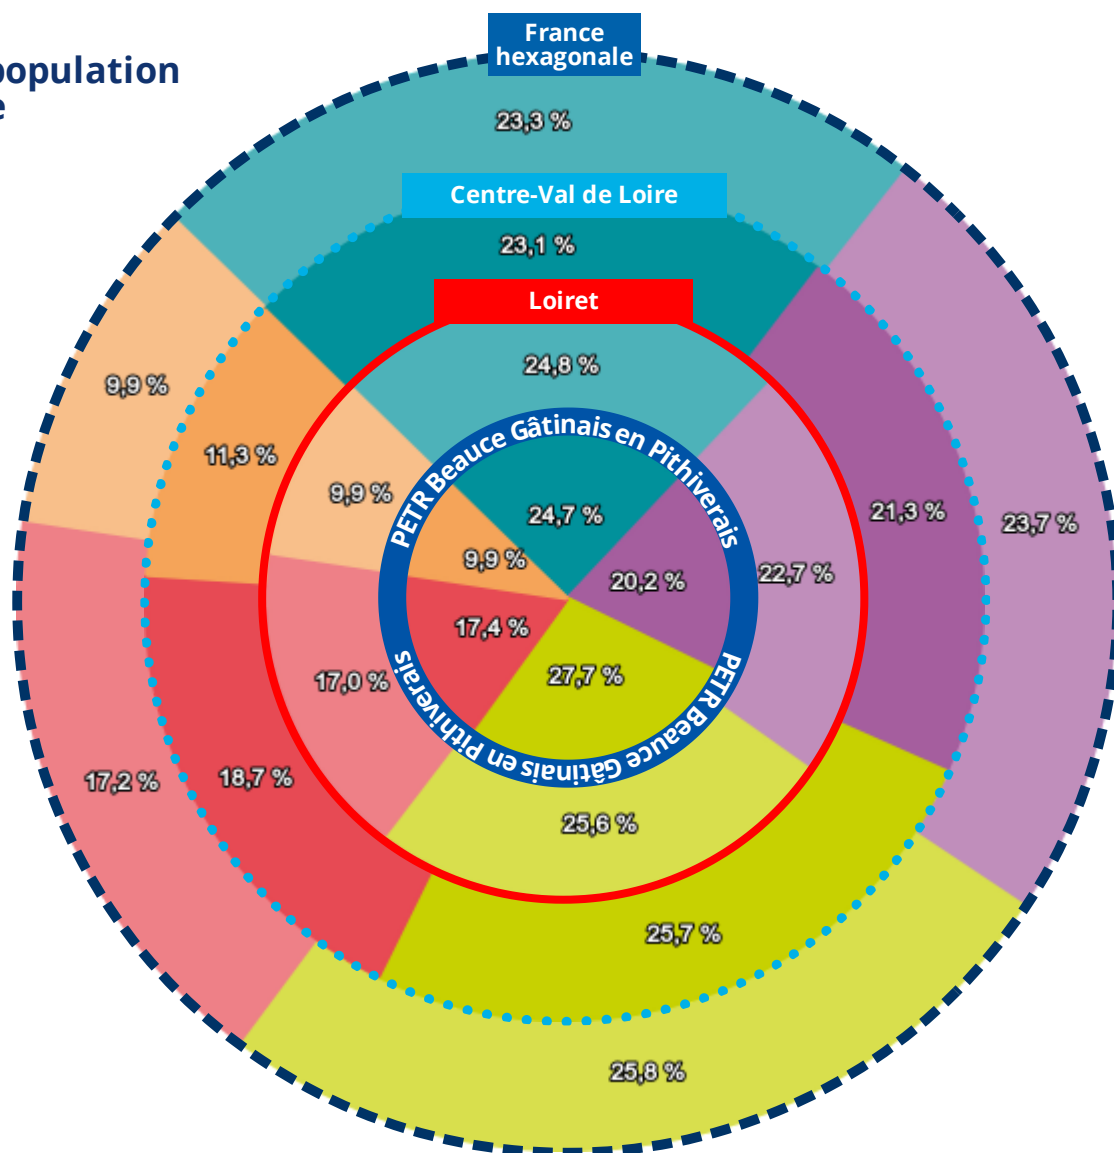 France
hexagonale
population
e
23,3 %
Centre-Val de Loire
23,1 %
Loiret
24,8 %
9,9 %
11,3 %
9,9 %
PETR Beauce Gâtinais en Pithiverais
24,7 %
9,9 %
20,2 %
22,7 %
21,3 %
23,7 %
17,4 %
17,0 %
27,7 %
PETR Beauce Gâtinais en Pithiverais
17,2 %
18,7 %
25,6 %
25,7 %
25,8 %